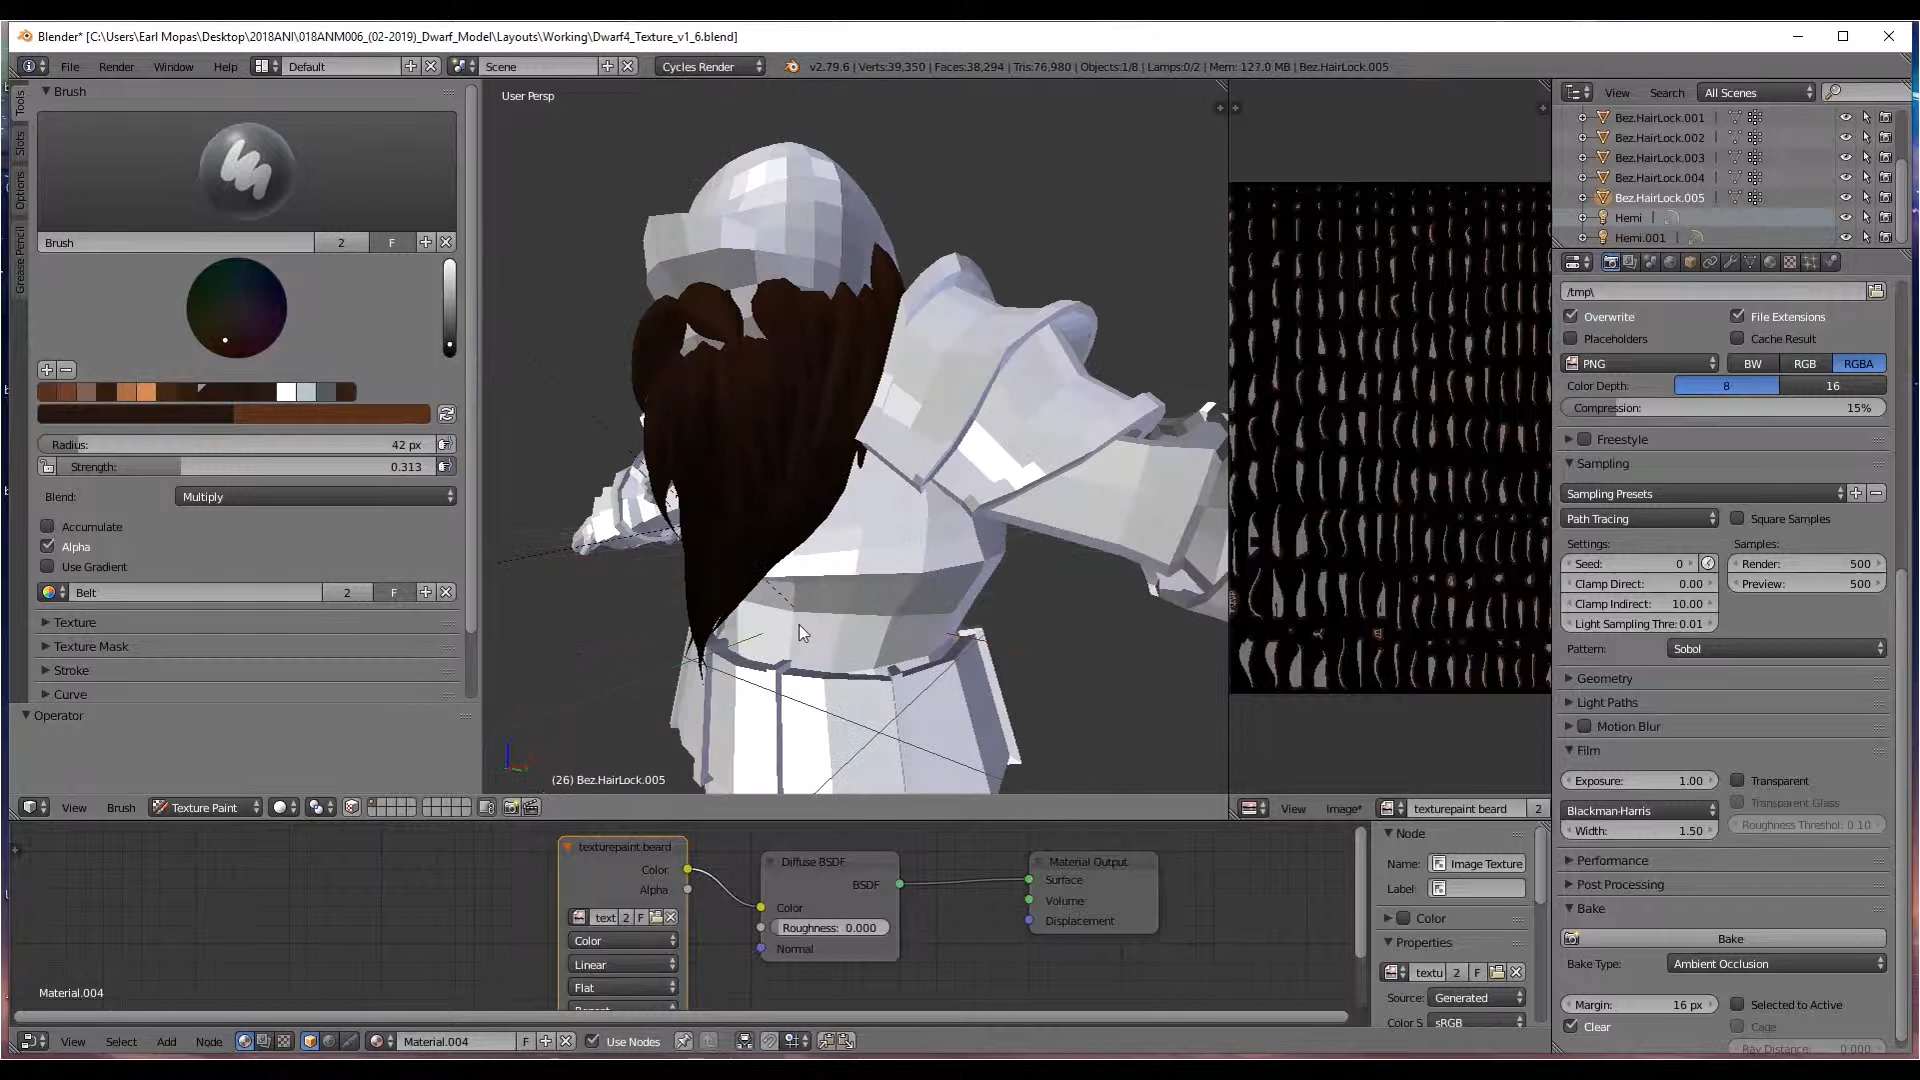 Blender* [C:\Users\Earl Mopas\Desktop\2018ANI\018ANM006_(02-2019)_Dwarf_Model\Layouts\Working\Dwarf4_Texture_v1_6.blend]
File Render Window Help Default Scene Cycles Render v2.79.6 | Verts:39,350 | Faces:38,294 | Tris:76,980 | Objects:1/8 | Lamps:0/2 | Mem: 127.0 MB | Bez.HairLock.005
Tools
Slots
Options
Grease Pencil
Brush
Brush 2 F
Radius: 42 px
Strength: 0.313
Blend: Multiply
Accumulate
Alpha
Use Gradient
Belt 2 F
Texture
Texture Mask
Stroke
Curve
Operator
User Persp
(26) Bez.HairLock.005
View Brush Texture Paint
View Image* texturepaint beard 2
View Search All Scenes
Bez.HairLock.001
Bez.HairLock.002
Bez.HairLock.003
Bez.HairLock.004
Bez.HairLock.005
Hemi
Hemi.001
/tmp\
Overwrite File Extensions
Placeholders Cache Result
PNG BW RGB RGBA
Color Depth: 8 16
Compression: 15%
Freestyle
Sampling
Sampling Presets
Path Tracing Square Samples
Settings: Samples:
Seed: 0 Render: 500
Clamp Direct: 0.00 Preview: 500
Clamp Indirect: 10.00
Light Sampling Thre: 0.01
Pattern: Sobol
Geometry
Light Paths
Motion Blur
Film
Exposure: 1.00 Transparent
Blackman-Harris Transparent Glass
Width: 1.50 Roughness Threshol: 0.10
Performance
Post Processing
Bake
Bake
Bake Type: Ambient Occlusion
Margin: 16 px Selected to Active
Clear Cage
Ray Distance: 0.000
texturepaint beard
Color
Alpha
text 2 F
Color
Linear
Flat
Repeat
Diffuse BSDF
BSDF
Color
Roughness: 0.000
Normal
Material Output
Surface
Volume
Displacement
Material.004
Node
Name: Image Texture
Label:
Color
Properties
textu 2 F
Source: Generated
Color S sRGB
View Select Add Node Material.004 F Use Nodes